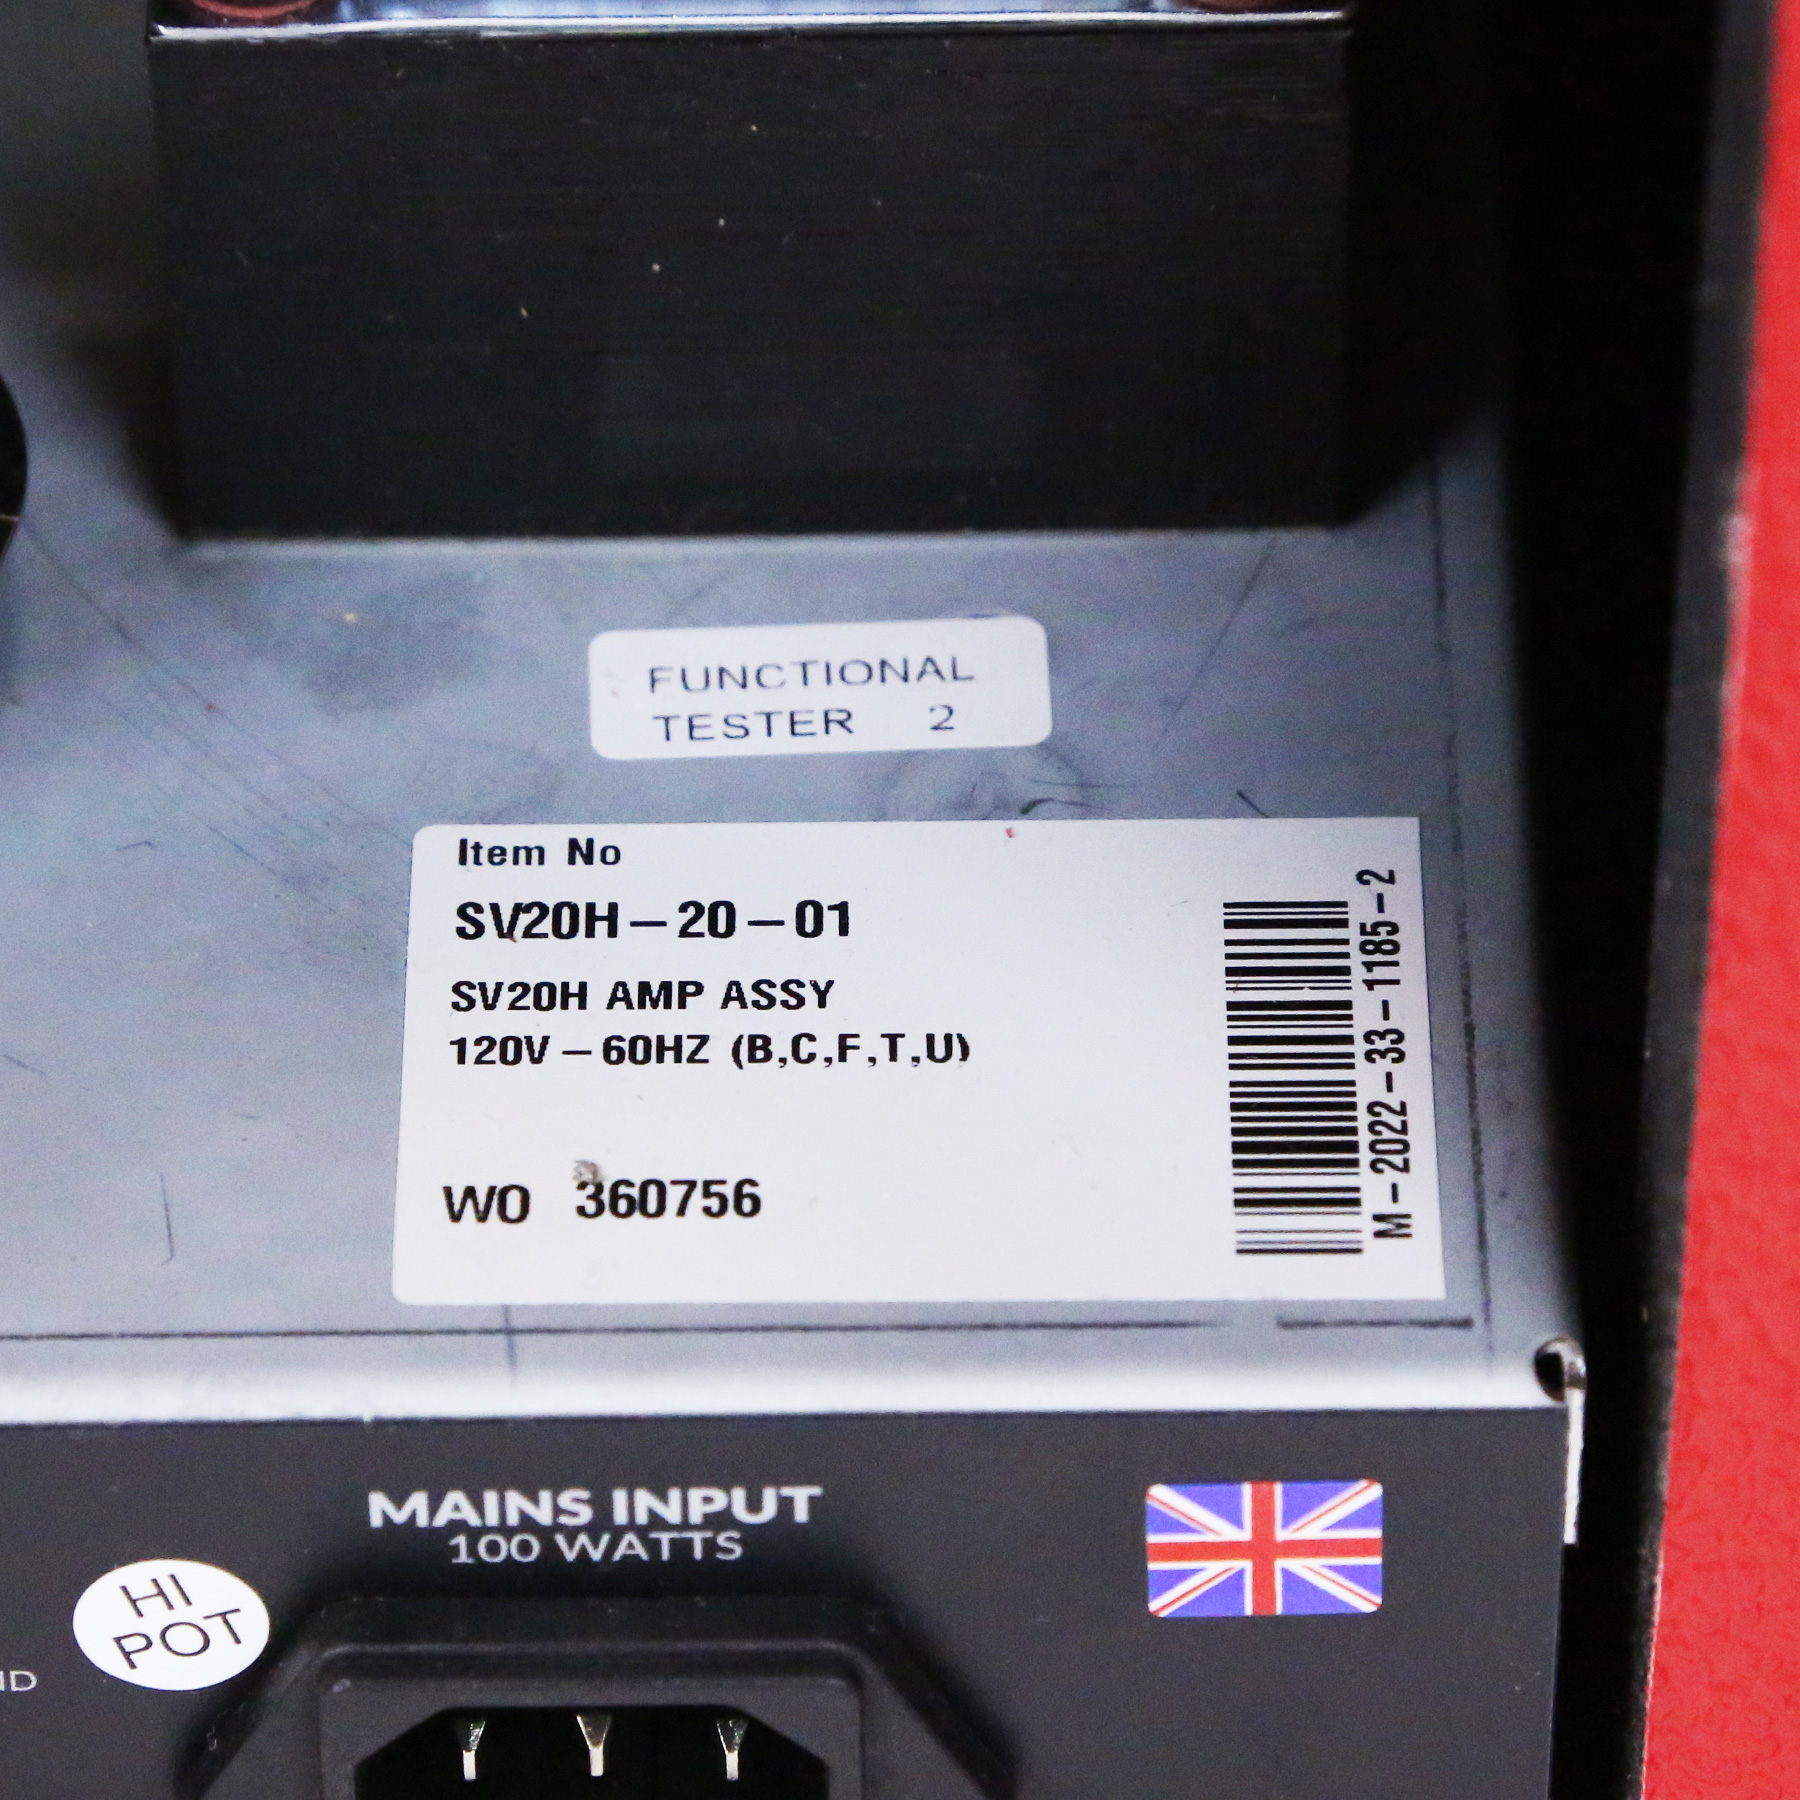 FUNCTIONAL
TESTER 2
Item No
SV20H-20-01
SV20H AMP ASSY
120V-60HZ (B,C,F,T,U)
WO 360756
M-2022-33-1185-2
MAINS INPUT
100 WATTS
HI
POT